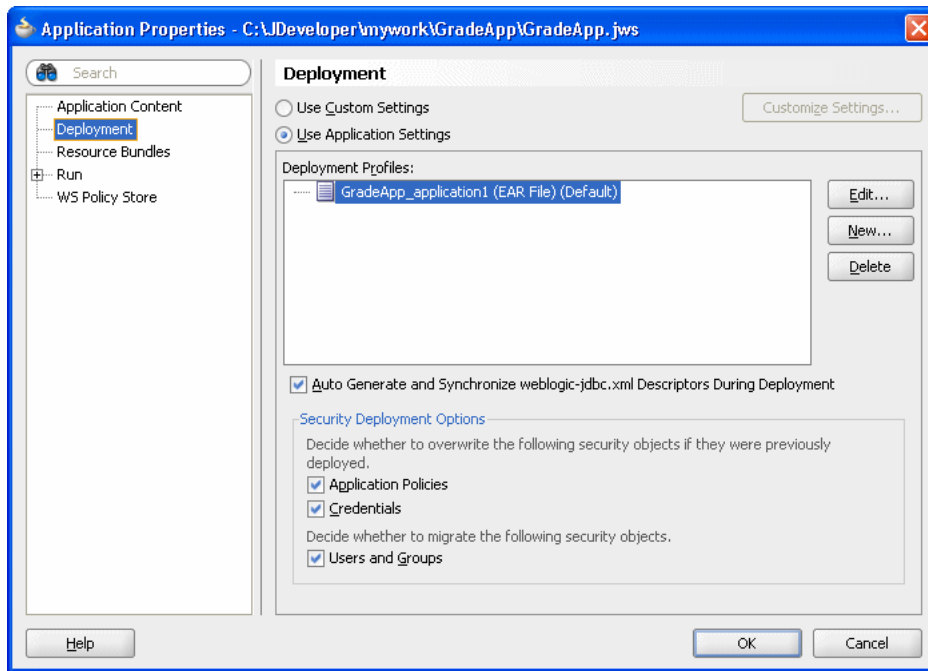 Application Properties - C:\JDeveloper\mywork\GradeApp\GradeApp.jws
Search
Application Content
Deployment
Resource Bundles
Run
WS Policy Store
Deployment
Use Custom Settings
Customize Settings...
Use Application Settings
Deployment Profiles:
GradeApp_application1 (EAR File) (Default)
Edit...
New...
Delete
Auto Generate and Synchronize weblogic-jdbc.xml Descriptors During Deployment
Security Deployment Options
Decide whether to overwrite the following security objects if they were previously
deployed.
Application Policies
Credentials
Decide whether to migrate the following security objects.
Users and Groups
Help
OK
Cancel